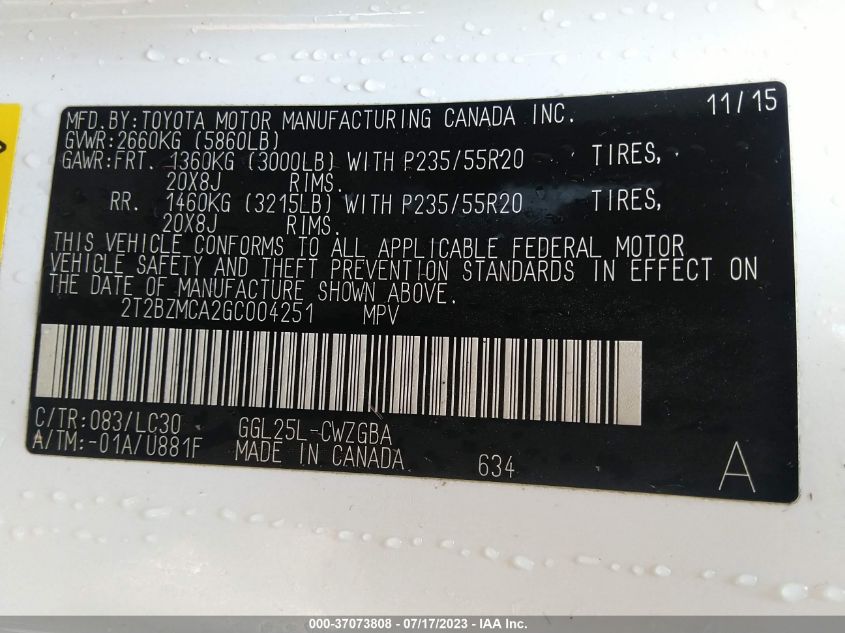 MFD.BY:TOYOTA MOTOR MANUFACTURING CANADA INC. 11/15
GVWR:2660KG (5860LB)
GAWR:FRT. 1360KG (3000LB) WITH P235/55R20 TIRES,
20X8J RIMS.
RR. 1460KG (3215LB) WITH P235/55R20 TIRES,
20X8J RIMS.
THIS VEHICLE CONFORMS TO ALL APPLICABLE FEDERAL MOTOR
VEHICLE SAFETY AND THEFT PREVENTION STANDARDS IN EFFECT ON
THE DATE OF MANUFACTURE SHOWN ABOVE.
2T2BZMCA2GC004251 MPV
C/TR:083/LC30 GGL25L-CWZGBA
A/TM:-01A/U881F MADE IN CANADA 634 A
000-37073808 - 07/17/2023 - IAA Inc.